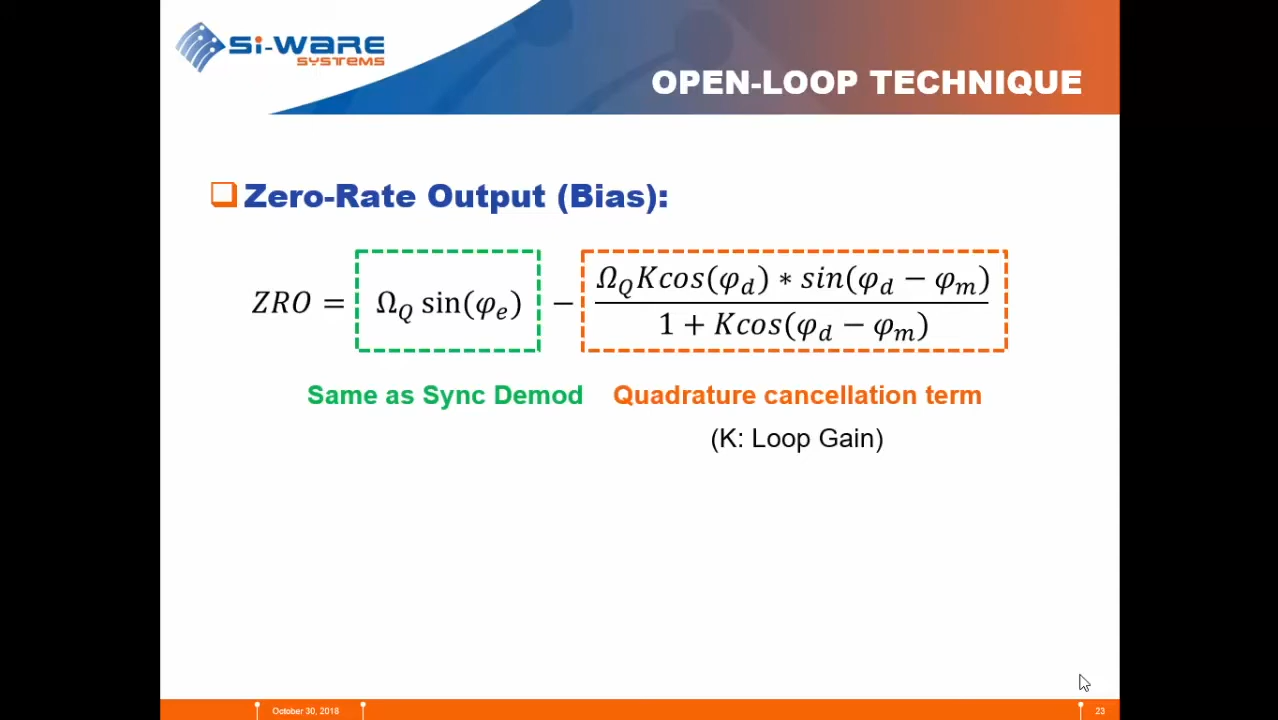 Si-WARE
SYSTEMS
OPEN-LOOP TECHNIQUE
Zero-Rate Output (Bias):
ZRO = Ω_Q sin(φ_e) − Ω_Q Kcos(φ_d) ∗ sin(φ_d − φ_m)
1 + Kcos(φ_d − φ_m)
Same as Sync Demod Quadrature cancellation term
(K: Loop Gain)
October 30, 2018 23